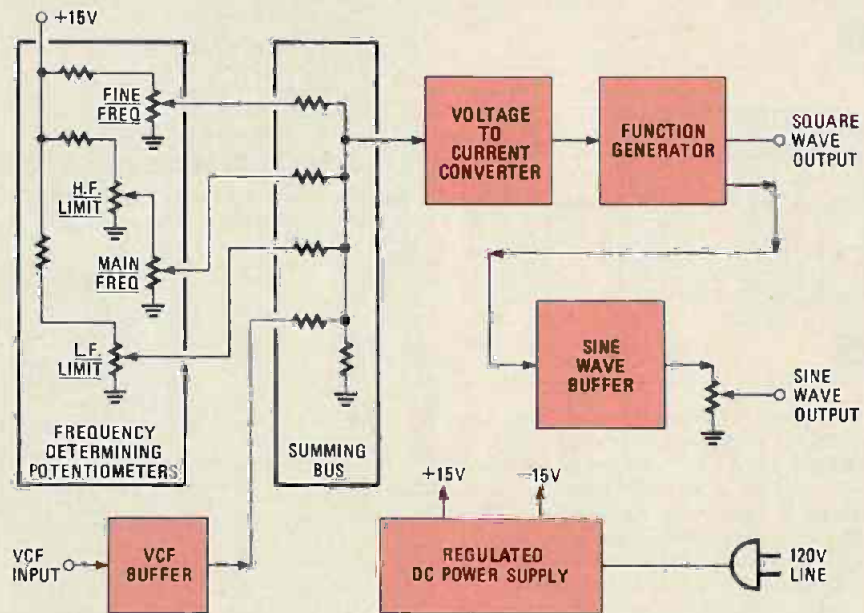 +15V
FINE
FREQ
H.F.
LIMIT
MAIN
FREQ
L.F.
LIMIT
FREQUENCY
DETERMINING
POTENTIOMETERS
SUMMING
BUS
VOLTAGE
TO
CURRENT
CONVERTER
FUNCTION
GENERATOR
SQUARE
WAVE
OUTPUT
SINE
WAVE
BUFFER
SINE
WAVE
OUTPUT
VCF
INPUT
VCF
BUFFER
+15V
-15V
REGULATED
DC POWER SUPPLY
120V
LINE